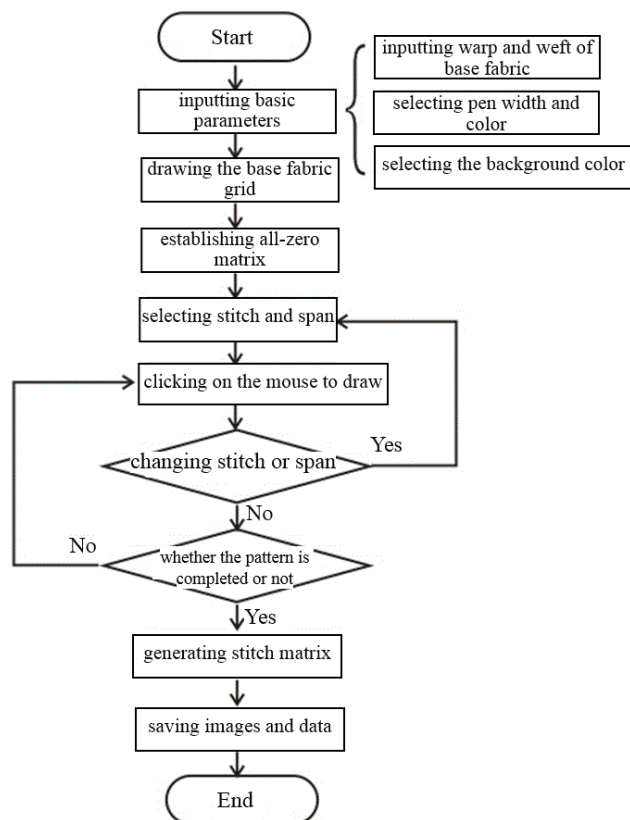 Start
inputting basic
parameters
inputting warp and weft of
base fabric
selecting pen width and
color
selecting the background color
drawing the base fabric
grid
establishing all-zero
matrix
selecting stitch and span
clicking on the mouse to draw
changing stitch or span
Yes
No
whether the pattern is
completed or not
No
Yes
generating stitch matrix
saving images and data
End